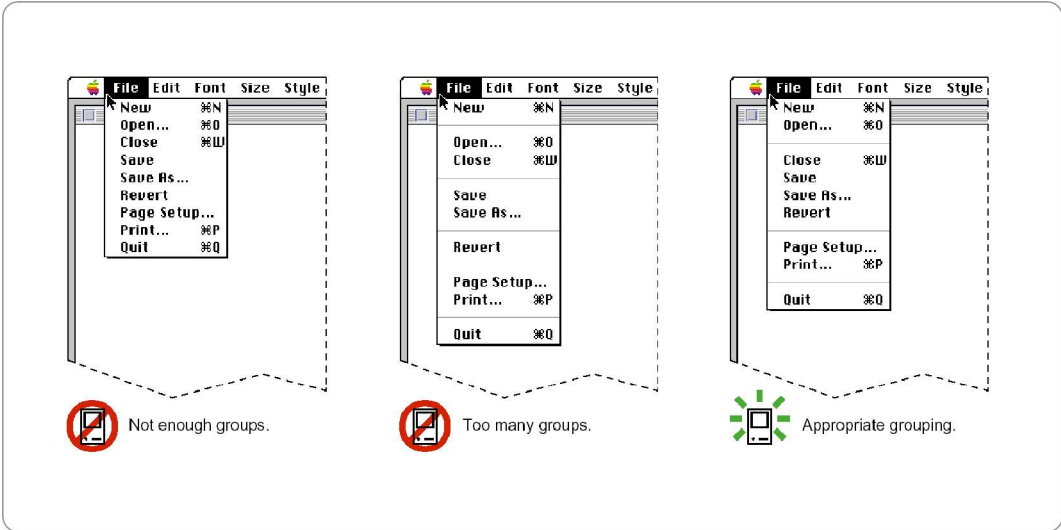 File Edit Font Size Style
New ⌘N
Open... ⌘O
Close ⌘W
Save
Save As...
Revert
Page Setup...
Print... ⌘P
Quit ⌘Q
Not enough groups.
File Edit Font Size Style
New ⌘N
Open... ⌘O
Close ⌘W
Save
Save As...
Revert
Page Setup...
Print... ⌘P
Quit ⌘Q
Too many groups.
File Edit Font Size Style
New ⌘N
Open... ⌘O
Close ⌘W
Save
Save As...
Revert
Page Setup...
Print... ⌘P
Quit ⌘Q
Appropriate grouping.